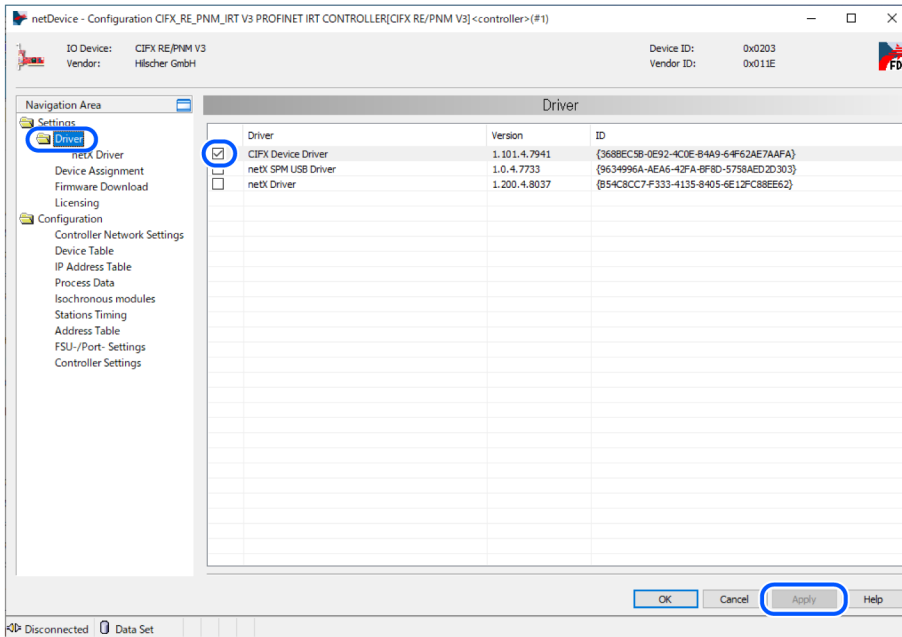 netDevice - Configuration CIFX_RE_PNM_IRT V3 PROFINET IRT CONTROLLER[CIFX RE/PNM V3]<controller>(#1)
IO Device: CIFX RE/PNM V3 Device ID: 0x0203
Vendor: Hilscher GmbH Vendor ID: 0x011E
FD
Navigation Area
Driver
Settings
Driver
netX Driver
Device Assignment
Firmware Download
Licensing
Configuration
Controller Network Settings
Device Table
IP Address Table
Process Data
Isochronous modules
Stations Timing
Address Table
FSU-/Port- Settings
Controller Settings
Driver Version ID
CIFX Device Driver 1.101.4.7941 {368BEC5B-0E92-4C0E-B4A9-64F62AE7AAFA}
netX SPM USB Driver 1.0.4.7733 {9634996A-AEA6-42FA-BF8D-5758AED2D303}
netX Driver 1.200.4.8037 {B54C8CC7-F333-4135-8405-6E12FC88EE62}
OK Cancel Apply Help
Disconnected Data Set